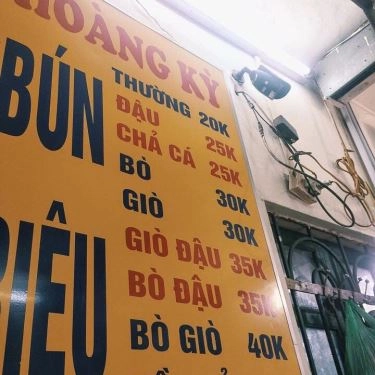 HOÀNG KỲ
BÚN
THƯỜNG 20K
ĐẬU 25K
CHẢ CÁ 25K
BÒ 30K
GIÒ 30K
GIÒ ĐẬU 35K
BÒ ĐẬU 35K
BÒ GIÒ 40K
RIÊU